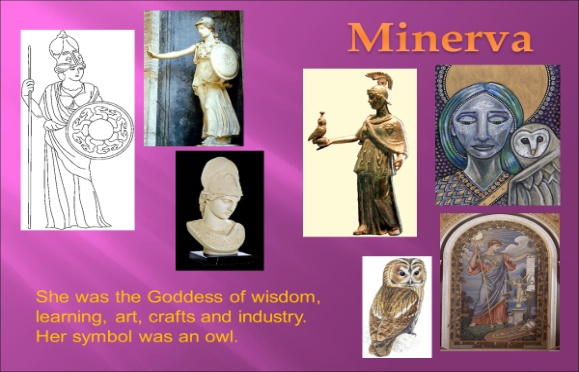 Minerva
She was the Goddess of wisdom,
learning, art, crafts and industry.
Her symbol was an owl.